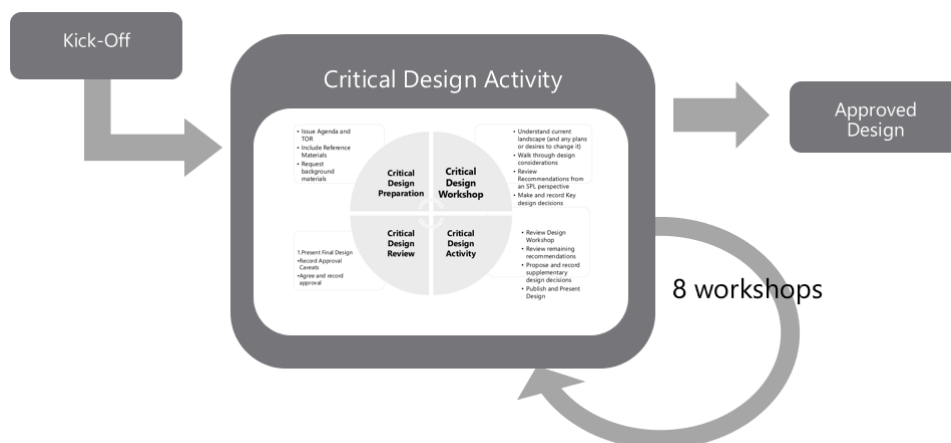 Kick-Off
Critical Design Activity
Approved
Design
• Issue Agenda and
TOR
• Include Reference
Materials
• Request
background
materials
Critical
Design
Preparation
Critical
Design
Workshop
• Understand current
landscape (and any plans
or desires to change it)
• Walk through design
considerations
• Review
Recommendations from
an SPL perspective
• Make and record Key
design decisions
1.Present Final Design
•Record Approval
Caveats
•Agree and record
approval
Critical
Design
Review
Critical
Design
Activity
• Review Design
Workshop
• Review remaining
recommendations
• Propose and record
supplementary
design decisions
• Publish and Present
Design
8 workshops